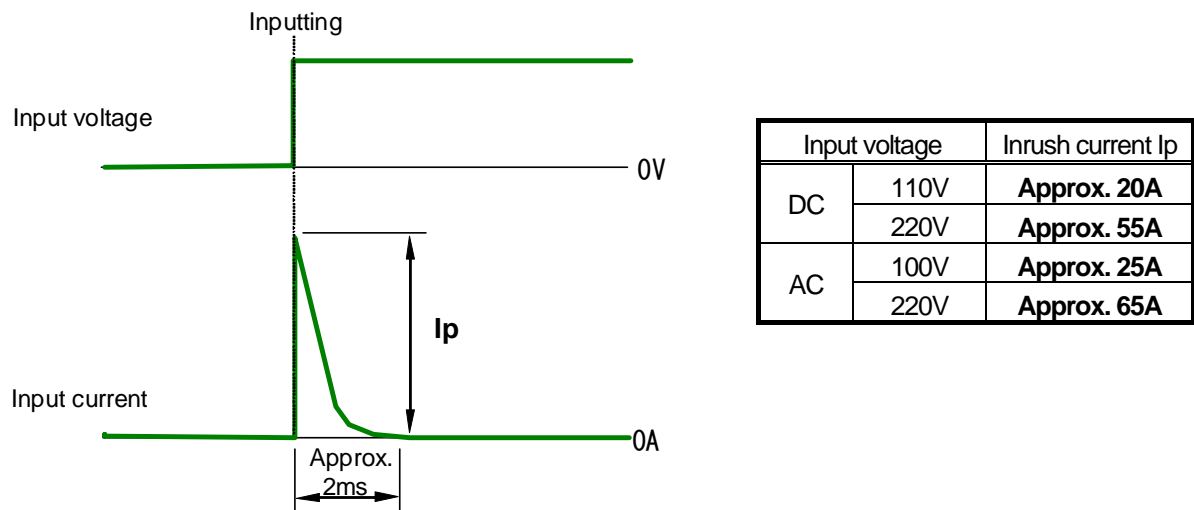 Inputting
Input voltage
0V
Ip
Input current
0A
Approx.
2ms
Input voltage Inrush current Ip
DC 110V Approx. 20A
220V Approx. 55A
AC 100V Approx. 25A
220V Approx. 65A